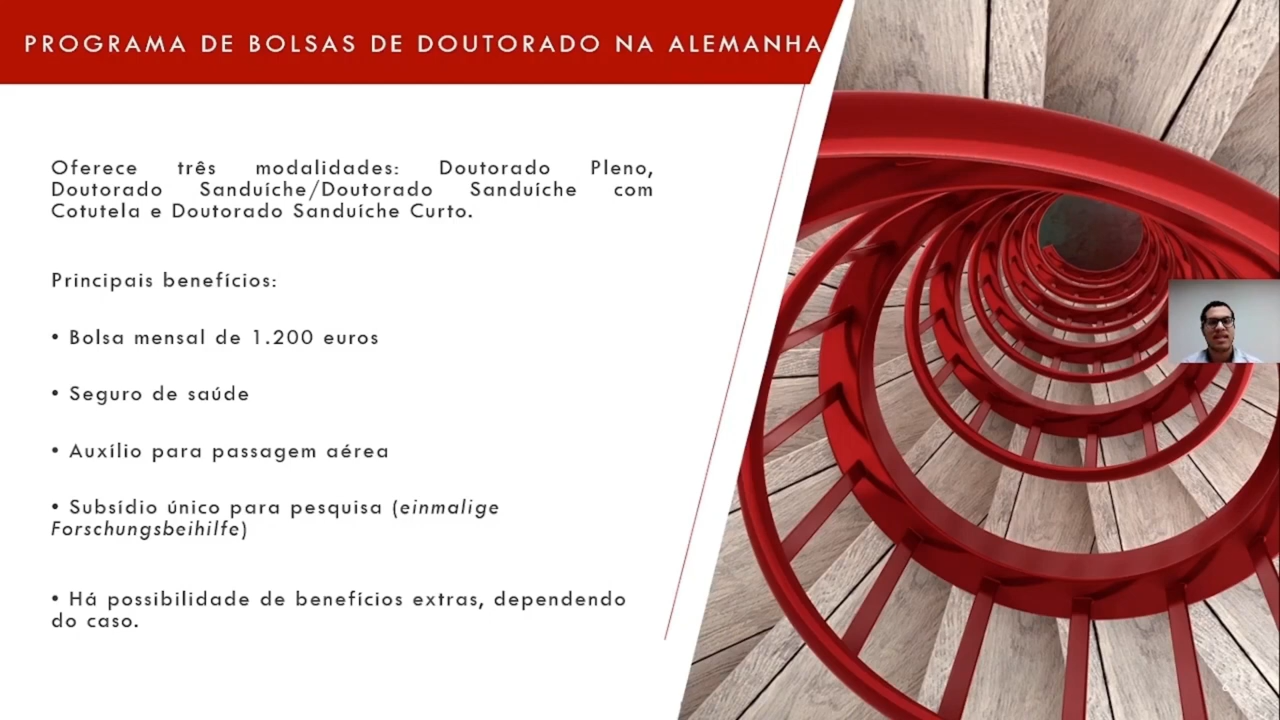 PROGRAMA DE BOLSAS DE DOUTORADO NA ALEMANHA
Oferece três modalidades: Doutorado Pleno,
Doutorado Sanduíche/Doutorado Sanduíche com
Cotutela e Doutorado Sanduíche Curto.
Principais benefícios:
• Bolsa mensal de 1.200 euros
• Seguro de saúde
• Auxílio para passagem aérea
• Subsídio único para pesquisa (einmalige
Forschungsbeihilfe)
• Há possibilidade de benefícios extras, dependendo
do caso.